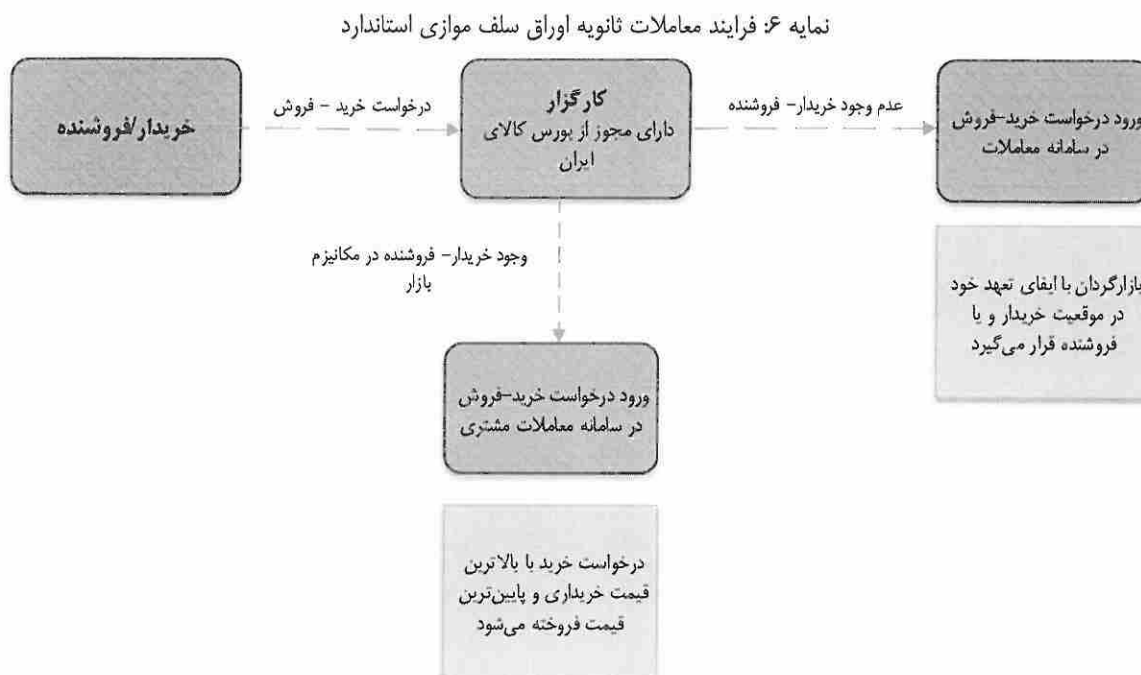 نمایه ۶: فرایند معاملات ثانویه اوراق سلف موازی استاندارد
خریدار/فروشنده
درخواست خرید – فروش
کارگزار
دارای مجوز از بورس کالای
ایران
عدم وجود خریدار– فروشنده
ورود درخواست خرید–فروش
در سامانه معاملات
بازارگردان با ایفای تعهد خود
در موقعیت خریدار و یا
فروشنده قرار می‌گیرد
وجود خریدار– فروشنده در مکانیزم
بازار
ورود درخواست خرید–فروش
در سامانه معاملات مشتری
درخواست خرید با بالاترین
قیمت خریداری و پایین‌ترین
قیمت فروخته می‌شود